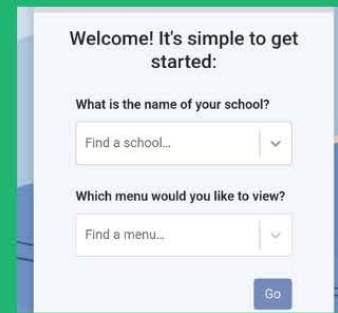 Welcome! It's simple to get
started:
What is the name of your school?
Find a school...
Which menu would you like to view?
Find a menu...
Go